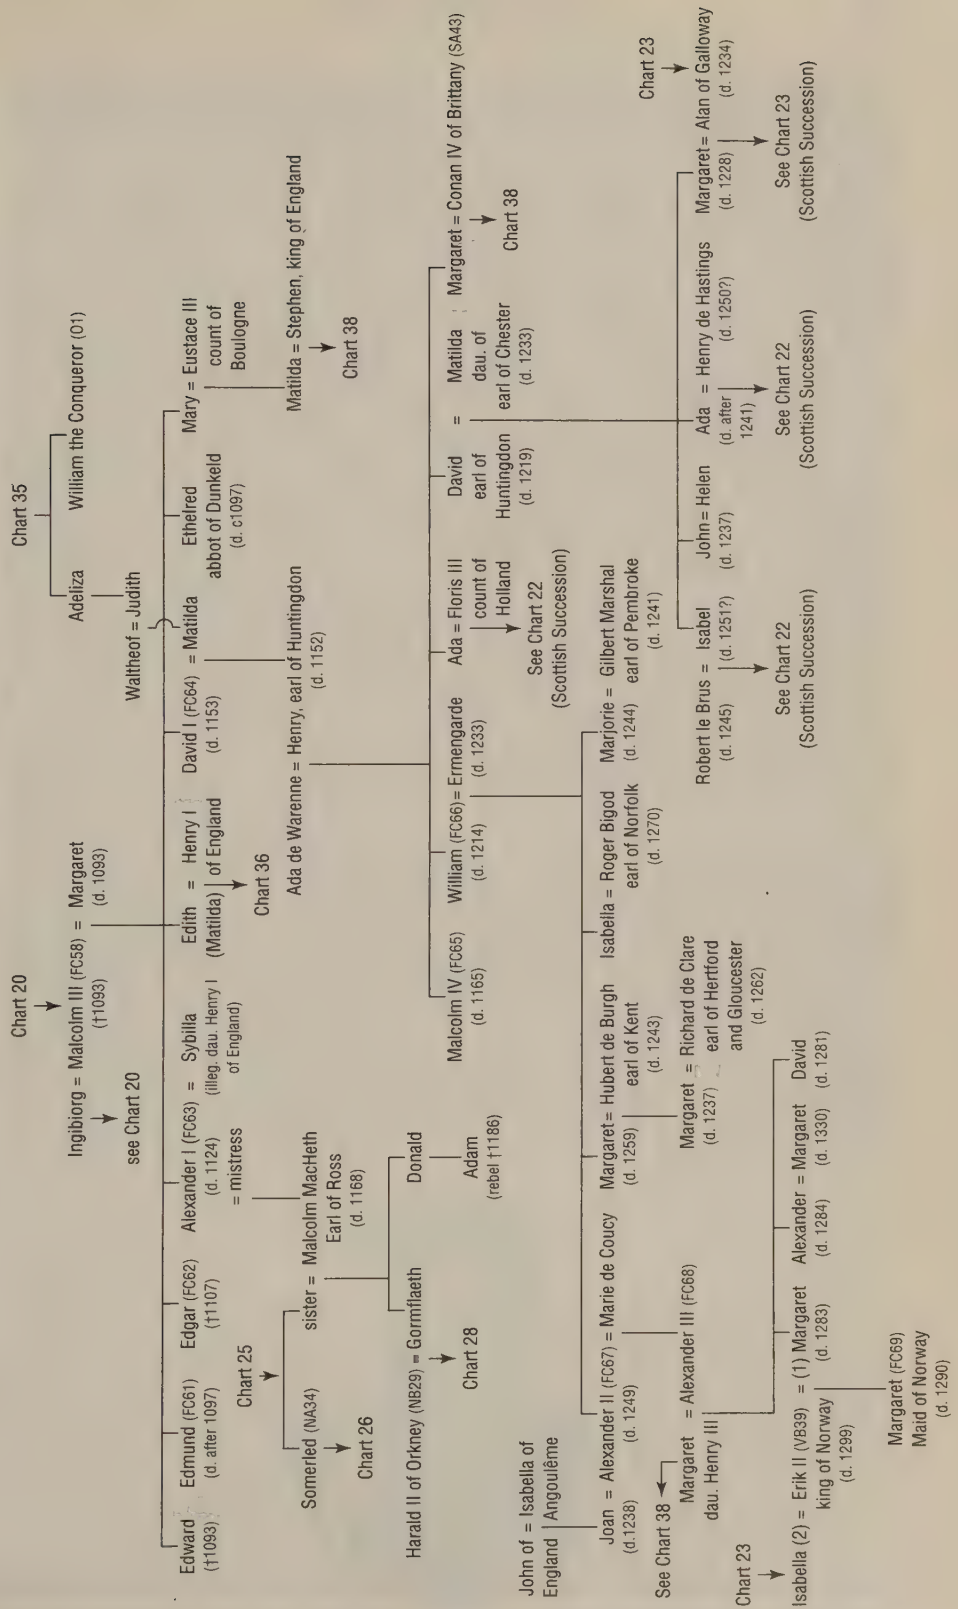 Chart 20
Chart 35
Ingibiorg = Malcolm III (FC58) = Margaret
(†1093) (d. 1093)
see Chart 20
Adeliza William the Conqueror (O1)
Waltheof = Judith
Edward Edmund (FC61) Edgar (FC62) Alexander I (FC63) = Sybilla Edith = Henry I David I (FC64) = Matilda Ethelred Mary = Eustace III
(†1093) (d. after 1097) (†1107) (d. 1124) (illeg. dau. Henry I (Matilda) of England (d. 1153) abbot of Dunkeld count of
= mistress of England) (d. c1097) Boulogne
Chart 36
Chart 25
Somerled (NA34) sister = Malcolm MacHeth
Earl of Ross
(d. 1168)
Chart 26
Ada de Warenne = Henry, earl of Huntingdon
(d. 1152)
Matilda = Stephen, king of England
Chart 38
Harald II of Orkney (NB29) = Gormflaeth Donald
Chart 28
Adam
(rebel †1186)
Malcolm IV (FC65) William (FC66) = Ermengarde Ada = Floris III David = Matilda Margaret = Conan IV of Brittany (SA43)
(d. 1165) (d. 1214) (d. 1233) count of earl of dau. of
Holland Huntingdon earl of Chester
(d. 1219) (d. 1233)
See Chart 22
(Scottish Succession)
Chart 38
John of = Isabella of
England Angoulême
Joan = Alexander II (FC67) = Marie de Coucy Margaret = Hubert de Burgh Isabella = Roger Bigod Marjorie = Gilbert Marshal
(d.1238) (d. 1249) (d. 1259) earl of Kent earl of Norfolk (d. 1244) earl of Pembroke
(d. 1243) (d. 1270) (d. 1241)
See Chart 38
Margaret = Alexander III (FC68)
dau. Henry III
Margaret = Richard de Clare
(d. 1237) earl of Hertford
and Gloucester
(d. 1262)
Chart 23
Robert le Brus = Isabel John = Helen Ada = Henry de Hastings Margaret = Alan of Galloway
(d. 1245) (d. 1251?) (d. 1237) (d. after (d. 1250?) (d. 1228) (d. 1234)
1241)
See Chart 22
(Scottish Succession)
See Chart 22
(Scottish Succession)
See Chart 23
(Scottish Succession)
Chart 23
Isabella (2) = Erik II (VB39) = (1) Margaret Alexander = Margaret David
king of Norway (d. 1283) (d. 1284) (d. 1330) (d. 1281)
(d. 1299)
Margaret (FC69)
Maid of Norway
(d. 1290)